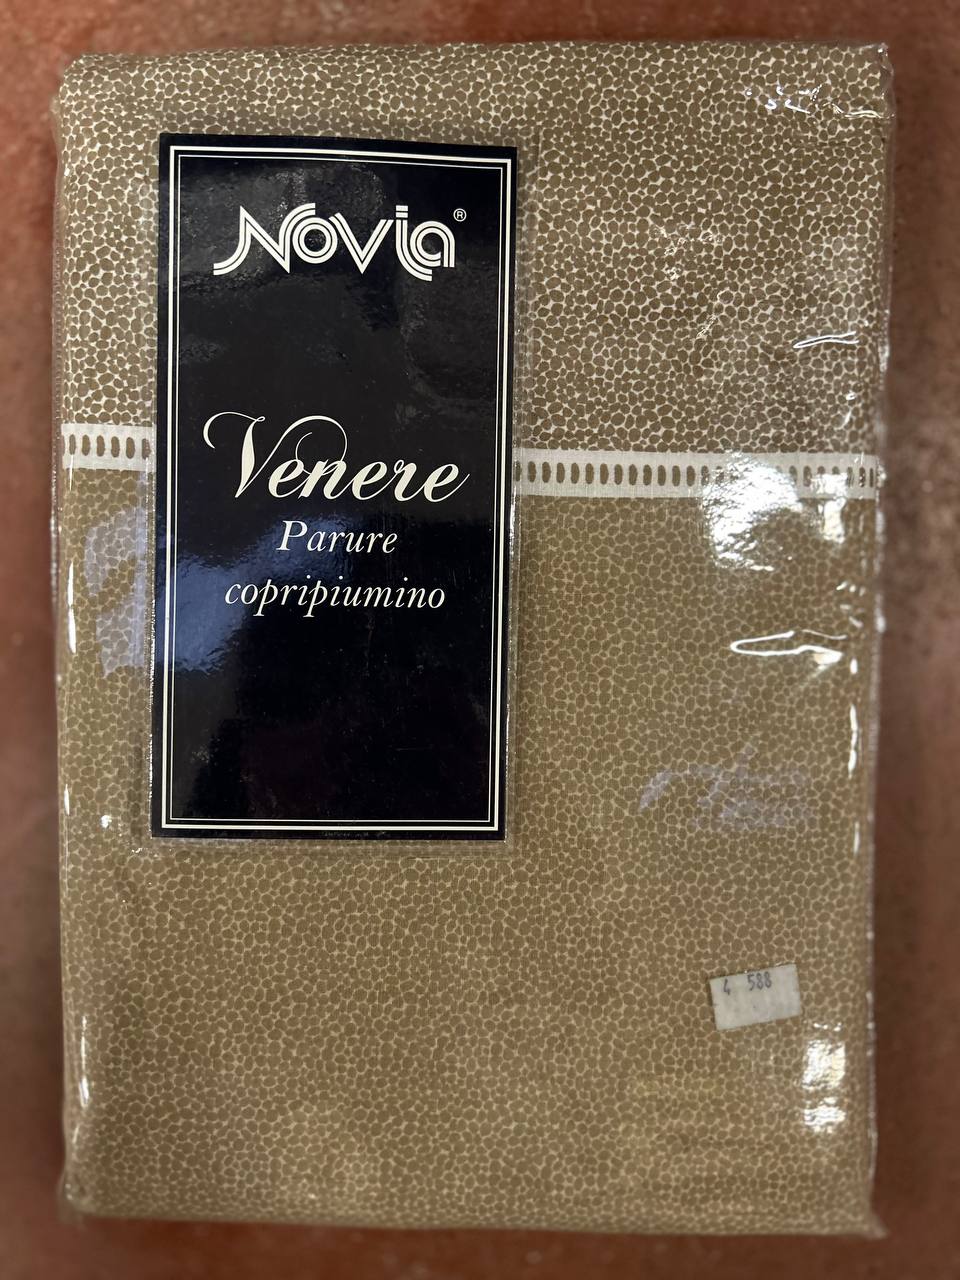 Novia®
Venere
Parure
copripiumino
4 588